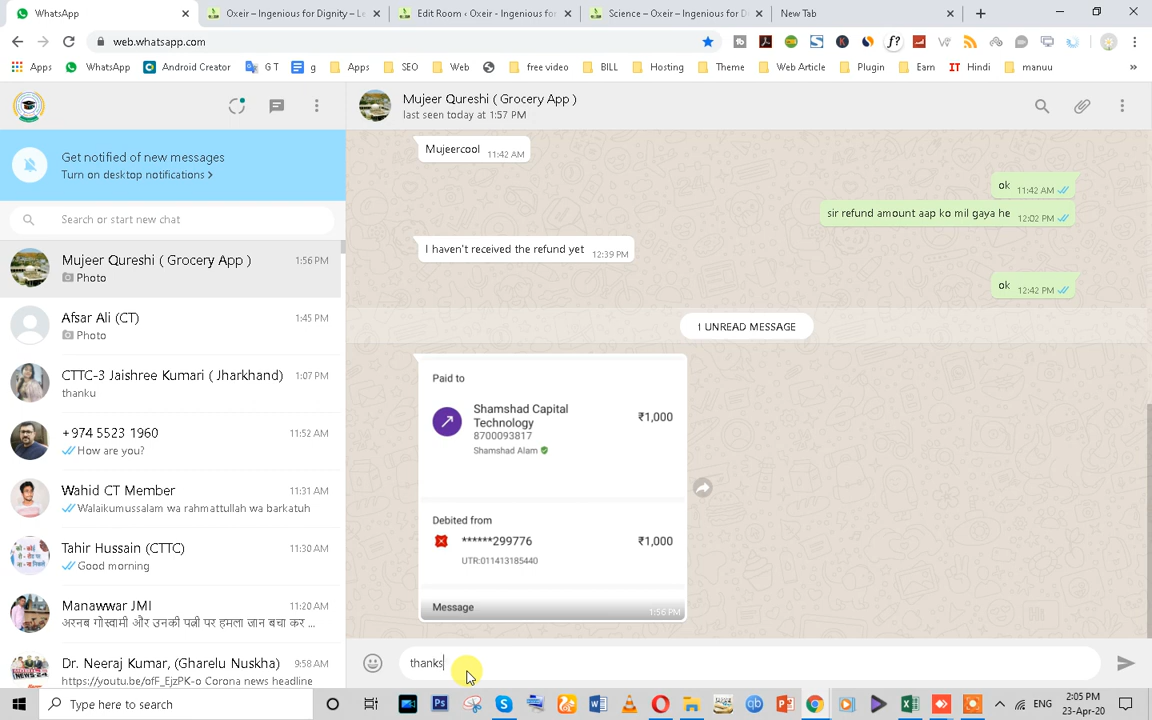 WhatsApp
Oxeir – Ingenious for Dignity – Le
Edit Room ‹ Oxeir - Ingenious for
Science – Oxeir – Ingenious for D
New Tab
web.whatsapp.com
Apps
WhatsApp
Android Creator
G T
g
Apps
SEO
Web
free video
BILL
Hosting
Theme
Web Article
Plugin
Earn
IT Hindi
manuu
Mujeer Qureshi ( Grocery App )
last seen today at 1:57 PM
Get notified of new messages
Turn on desktop notifications >
Search or start new chat
Mujeer Qureshi ( Grocery App ) 1:56 PM
Photo
Afsar Ali (CT) 1:45 PM
Photo
CTTC-3 Jaishree Kumari ( Jharkhand) 1:07 PM
thanku
+974 5523 1960 11:52 AM
How are you?
Wahid CT Member 11:31 AM
Walaikumussalam wa rahmattullah wa barkatuh
Tahir Hussain (CTTC) 11:30 AM
Good morning
Manawwar JMI 11:20 AM
अरनब गोस्वामी और उनकी पत्नी पर हमला जान बचा कर ...
Dr. Neeraj Kumar, (Gharelu Nuskha) 9:58 AM
https://youtu.be/ofF_EjzPK-o Corona news headline
Mujeercool 11:42 AM
ok 11:42 AM
sir refund amount aap ko mil gaya he 12:02 PM
I haven't received the refund yet 12:39 PM
ok 12:42 PM
1 UNREAD MESSAGE
Paid to
Shamshad Capital ₹1,000
Technology
8700093817
Shamshad Alam
Debited from
******299776 ₹1,000
UTR:011413185440
Message 1:56 PM
thanks
Type here to search
ENG
2:05 PM
23-Apr-20